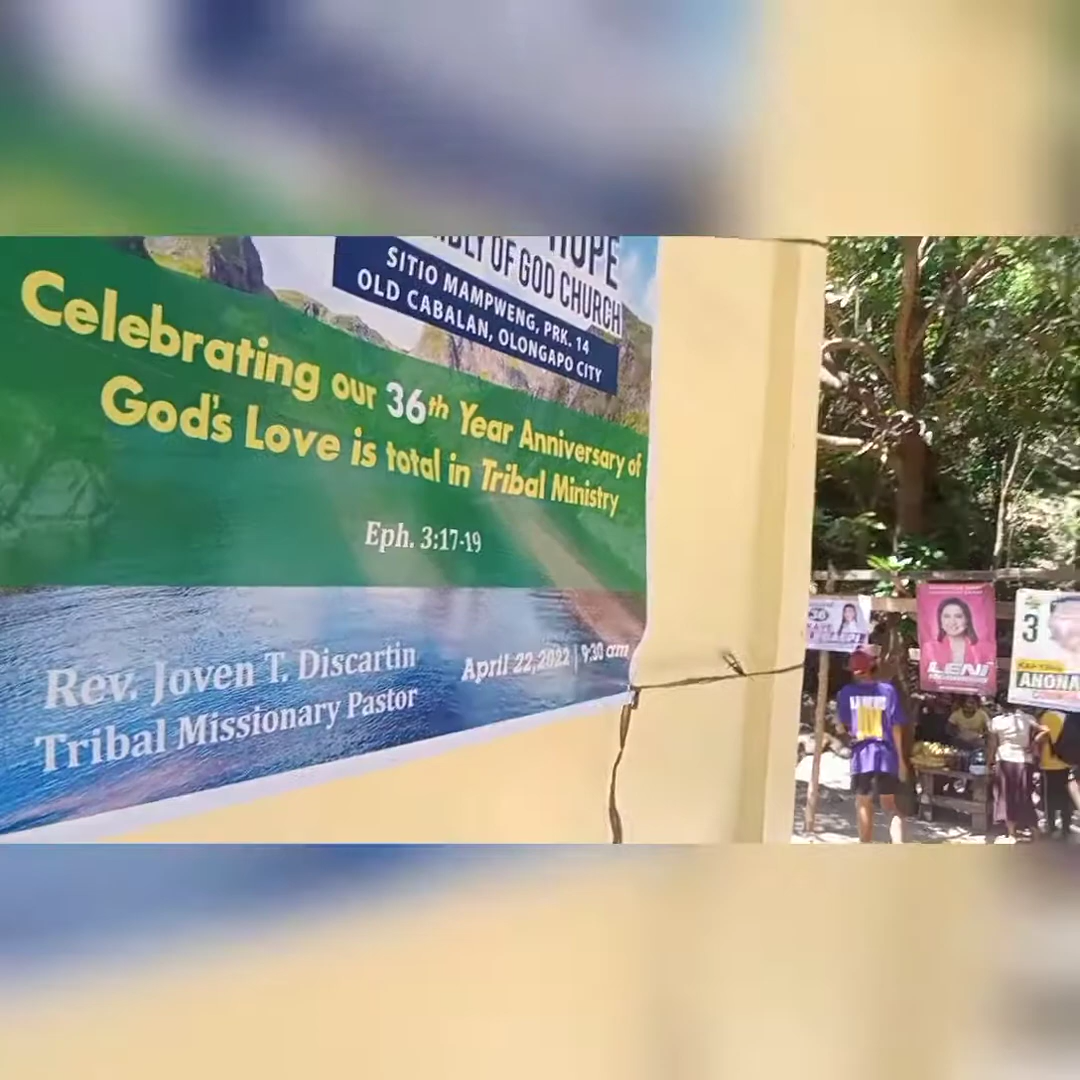 HOPE
OF GOD CHURCH
SITIO MAMPWENG, PRK. 14
OLD CABALAN, OLONGAPO CITY
Celebrating our 36th Year Anniversary of
God's Love is total in Tribal Ministry
Eph. 3:17-19
Rev. Joven T. Discartin
Tribal Missionary Pastor
April 22,2022 | 9:30 am
LENI
3
ANONA